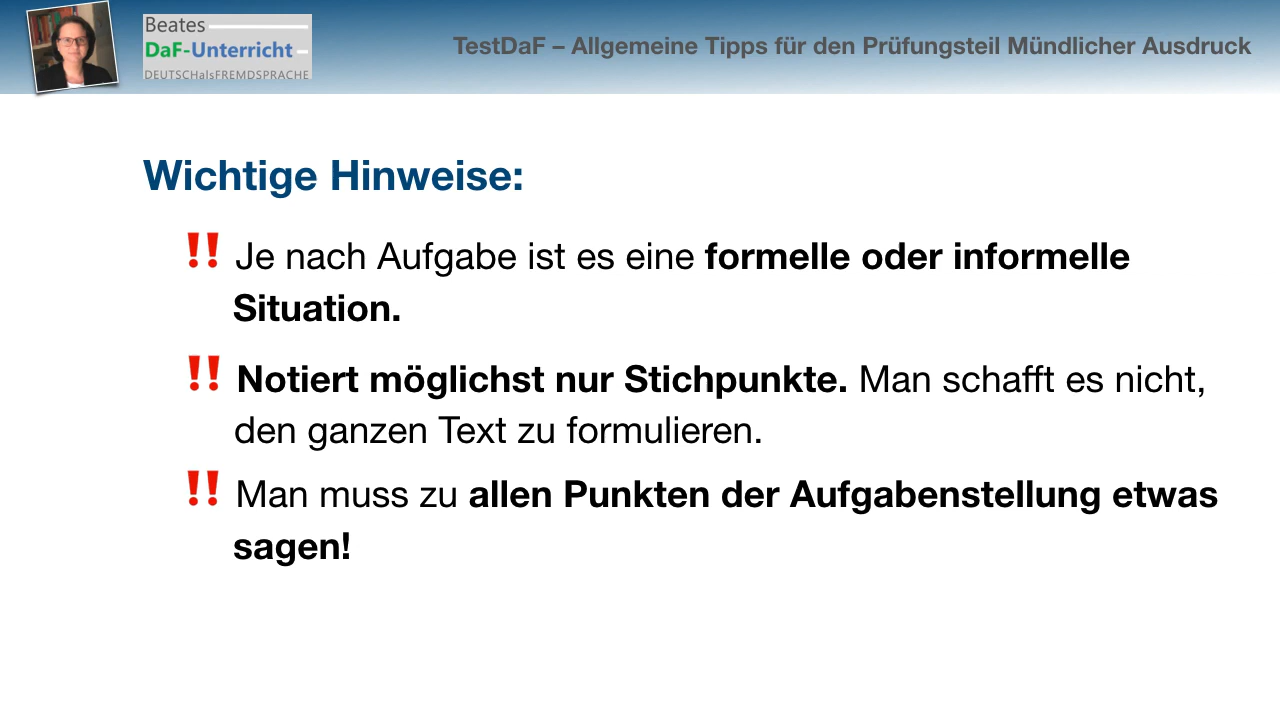 Beates
DaF-Unterricht
DEUTSCHalsFREMDSPRACHE
TestDaF – Allgemeine Tipps für den Prüfungsteil Mündlicher Ausdruck
Wichtige Hinweise:
‼ Je nach Aufgabe ist es eine formelle oder informelle
Situation.
‼ Notiert möglichst nur Stichpunkte. Man schafft es nicht,
den ganzen Text zu formulieren.
‼ Man muss zu allen Punkten der Aufgabenstellung etwas
sagen!